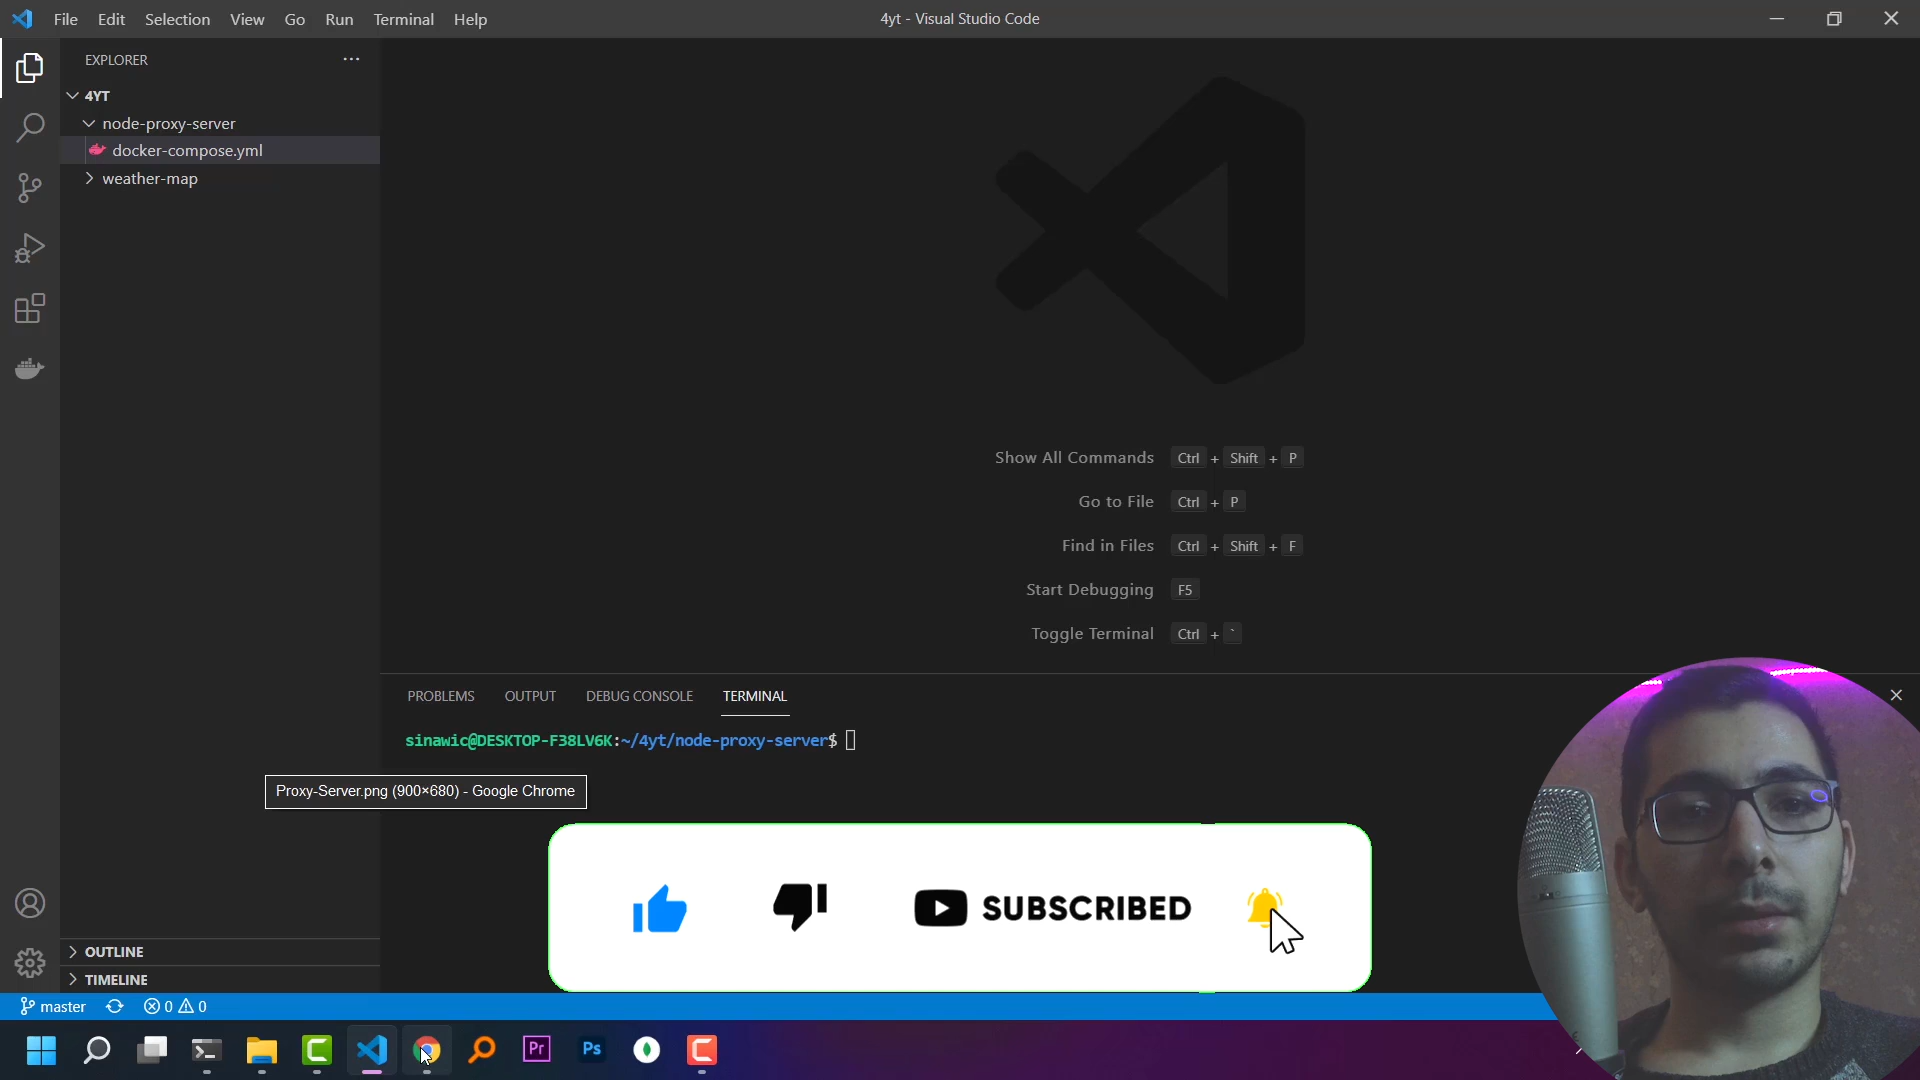 File Edit Selection View Go Run Terminal Help
4yt - Visual Studio Code
EXPLORER
4YT
node-proxy-server
docker-compose.yml
weather-map
Show All Commands Ctrl + Shift + P
Go to File Ctrl + P
Find in Files Ctrl + Shift + F
Start Debugging F5
Toggle Terminal Ctrl + `
PROBLEMS OUTPUT DEBUG CONSOLE TERMINAL
sinawic@DESKTOP-F38LV6K:~/4yt/node-proxy-server$
Proxy-Server.png (900×680) - Google Chrome
SUBSCRIBED
OUTLINE
TIMELINE
master 0 0
Pr Ps